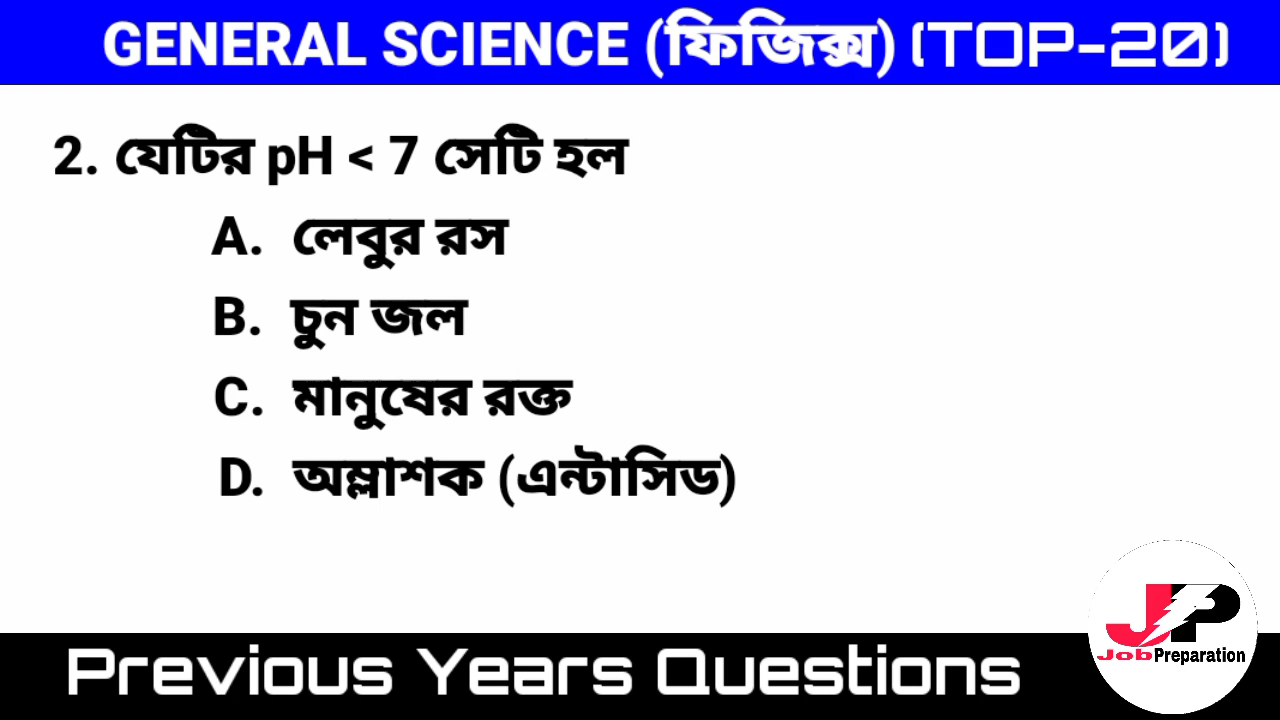 GENERAL SCIENCE (ফিজিক্স) (TOP-20)
2. যেটির pH < 7 সেটি হল
A. লেবুর রস
B. চুন জল
C. মানুষের রক্ত
D. অম্লাশক (এন্টাসিড)
JP
Job Preparation
Previous Years Questions